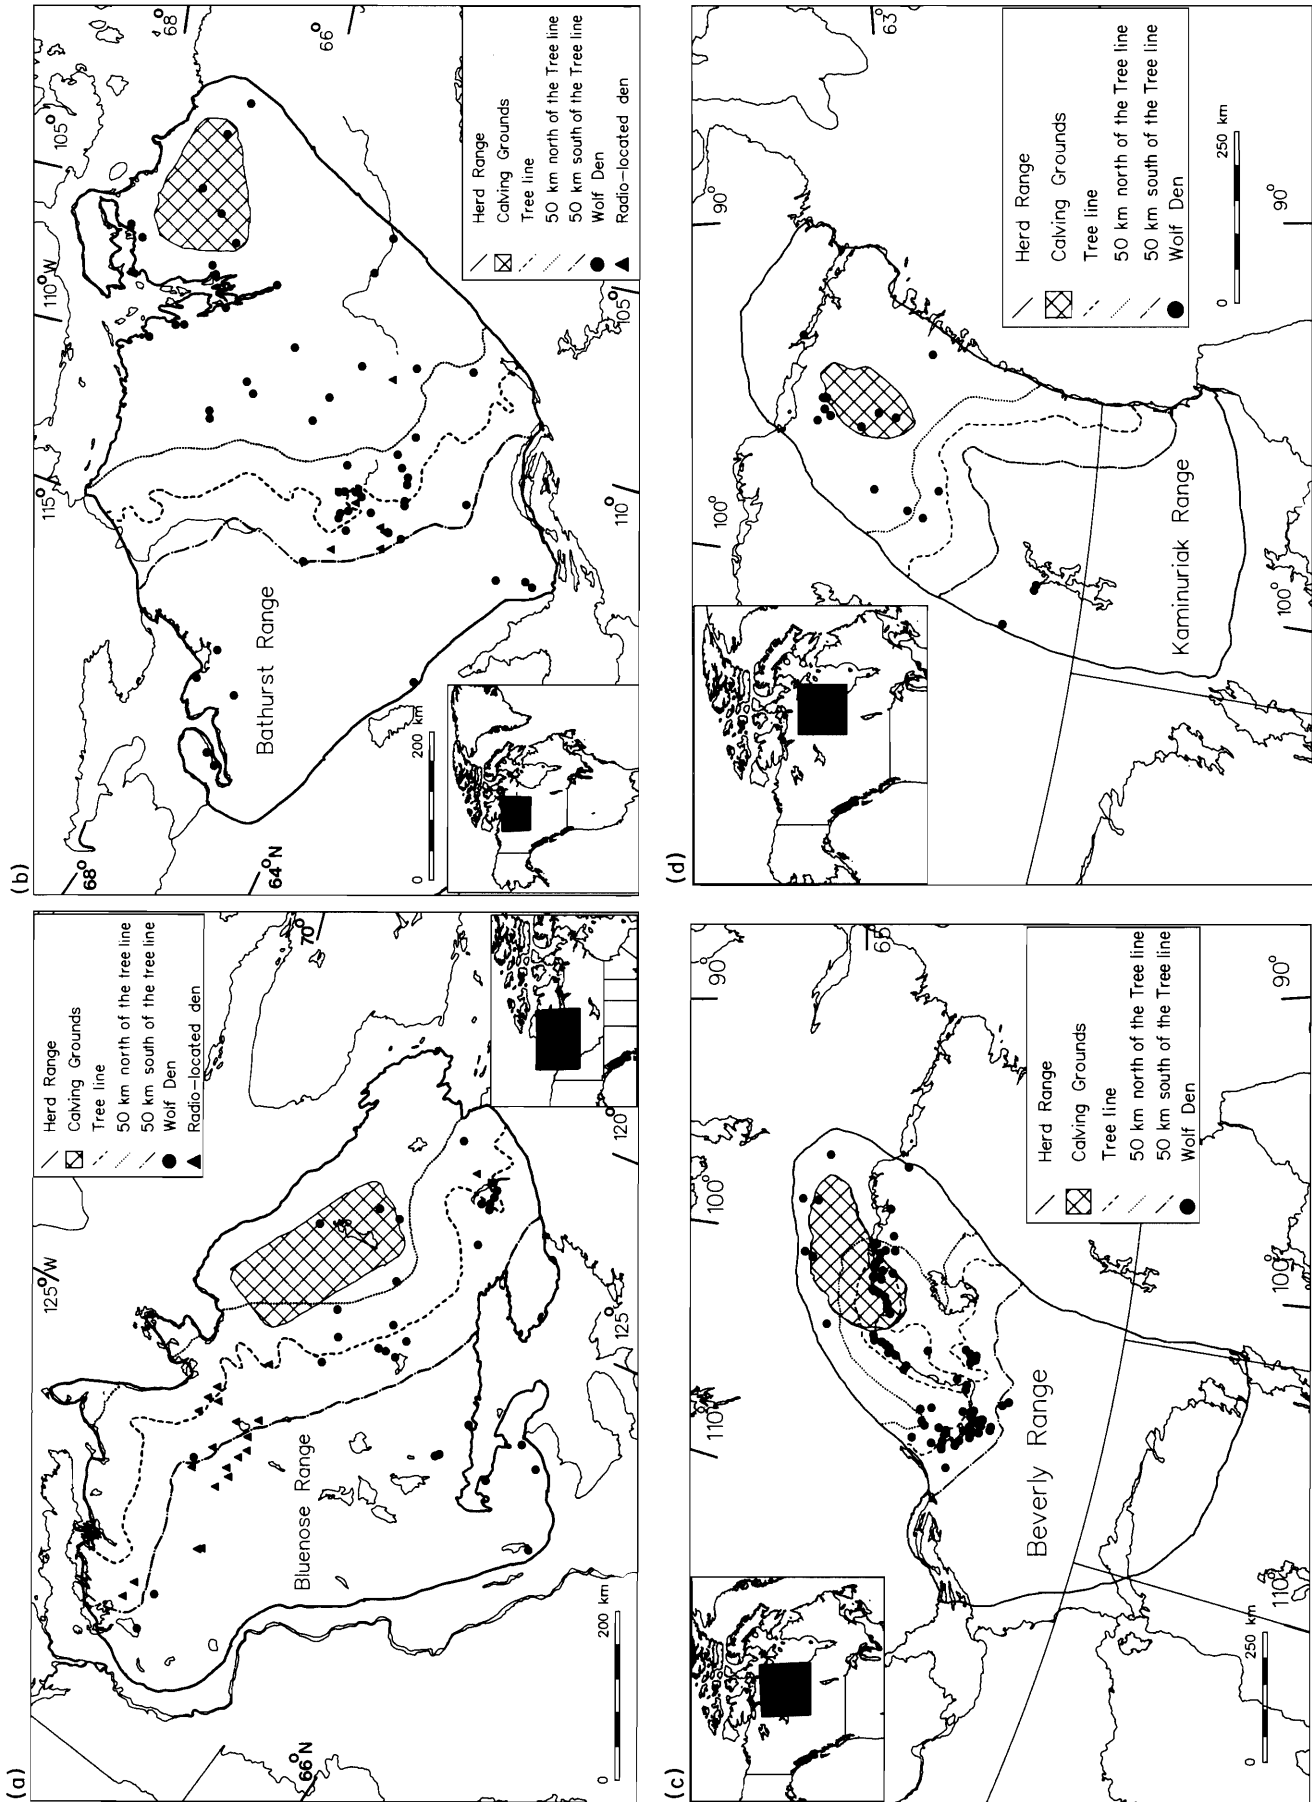 (a)
125°W
70°
Herd Range
Calving Grounds
Tree line
50 km north of the tree line
50 km south of the tree line
Wolf Den
Radio-located den
Bluenose Range
66°N
0 200 km
125°
120°
(b)
115°
110°W
105°
68°
66°
68°
64°N
Bathurst Range
Herd Range
Calving Grounds
Tree line
50 km north of the Tree line
50 km south of the Tree line
Wolf Den
Radio-located den
0 200 km
110°
105°
(c)
110°
100°
90°
65°
Beverly Range
Herd Range
Calving Grounds
Tree line
50 km north of the Tree line
50 km south of the Tree line
Wolf Den
0 250 km
110°
100°
90°
(d)
100°
90°
63°
Kaminuriak Range
Herd Range
Calving Grounds
Tree line
50 km north of the Tree line
50 km south of the Tree line
Wolf Den
0 250 km
100°
90°